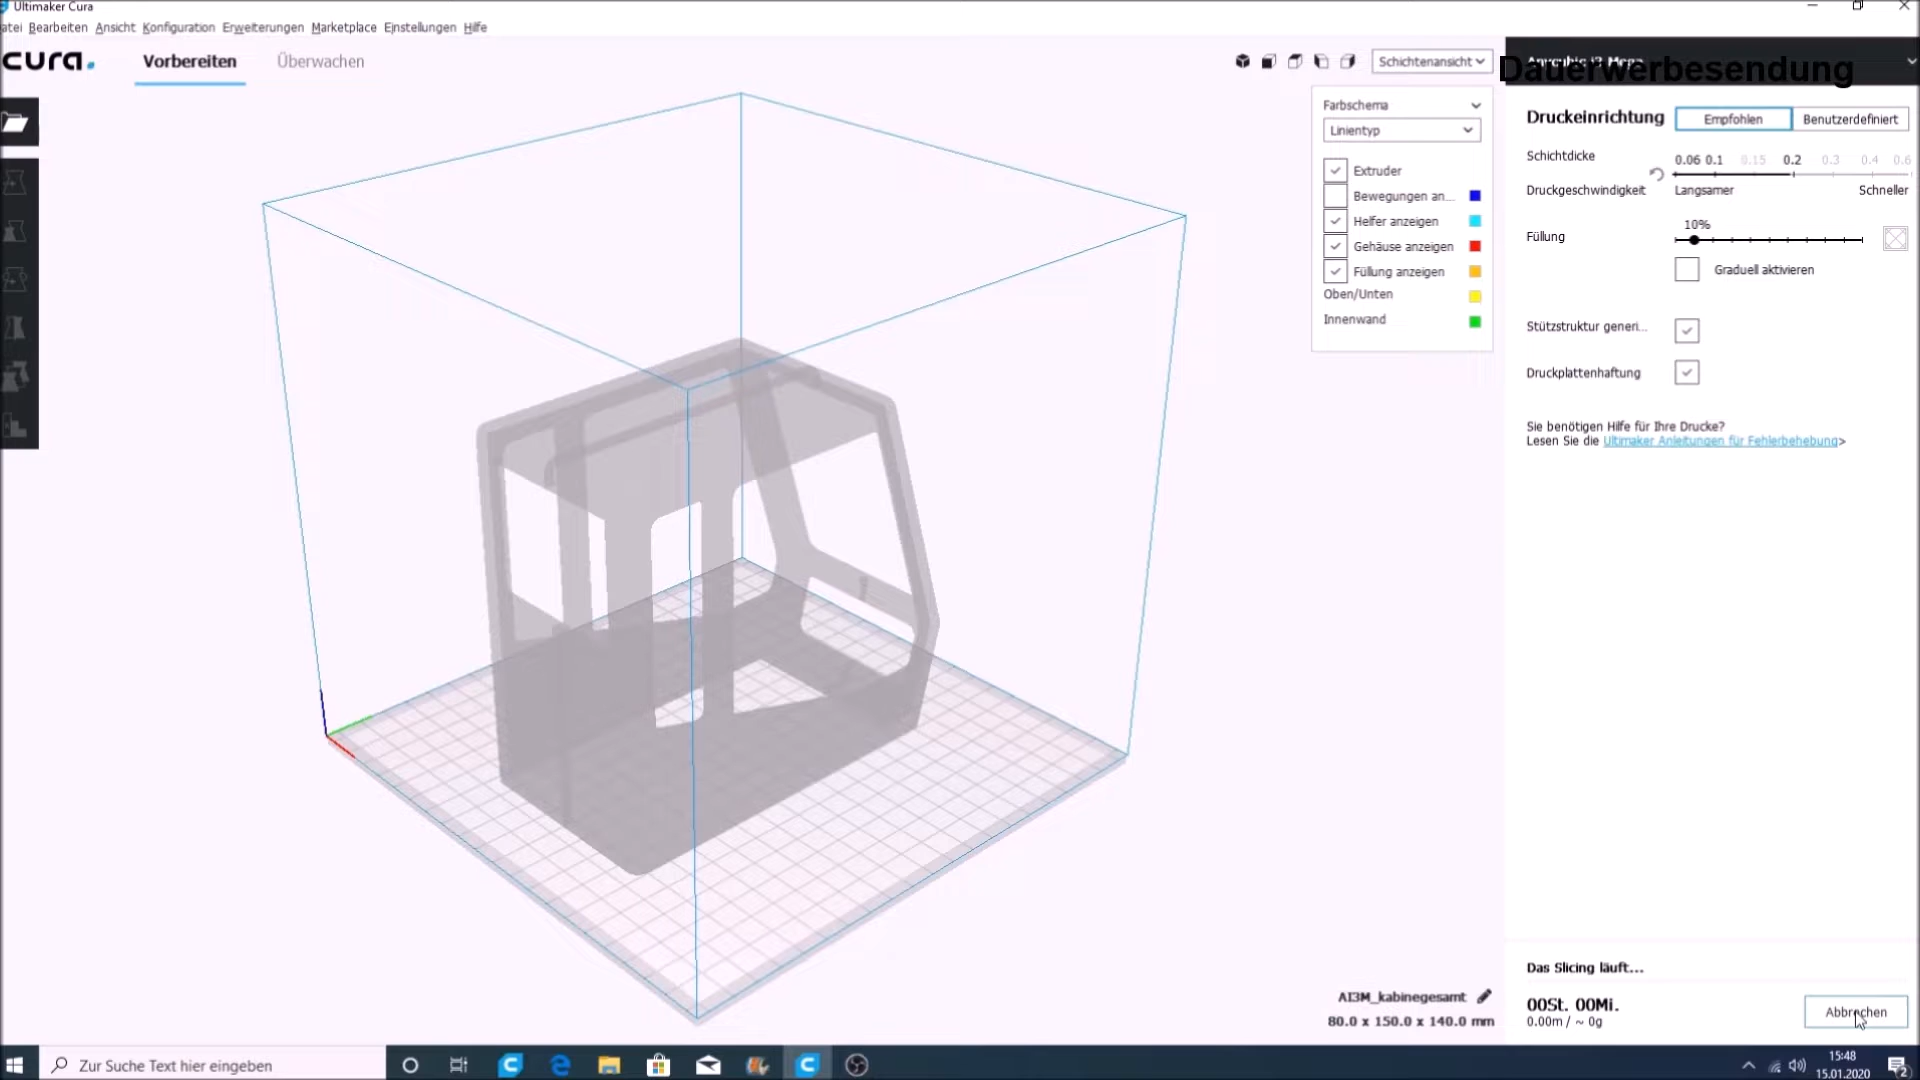 Ultimaker Cura
atei Bearbeiten Ansicht Konfiguration Erweiterungen Marketplace Einstellungen Hilfe
cura.
Vorbereiten Überwachen
Schichtenansicht
Dauerwerbesendung
Anycubic i3 Mega
Farbschema
Linientyp
Extruder
Bewegungen an...
Helfer anzeigen
Gehäuse anzeigen
Füllung anzeigen
Oben/Unten
Innenwand
Druckeinrichtung Empfohlen Benutzerdefiniert
Schichtdicke 0.06 0.1 0.15 0.2 0.3 0.4 0.6
Druckgeschwindigkeit Langsamer Schneller
10%
Füllung
Graduell aktivieren
Stützstruktur generi...
Druckplattenhaftung
Sie benötigen Hilfe für Ihre Drucke?
Lesen Sie die Ultimaker Anleitungen für Fehlerbehebung>
AI3M_kabinegesamt
80.0 x 150.0 x 140.0 mm
Das Slicing läuft...
00St. 00Mi.
0.00m / ~ 0g
Abbrechen
Zur Suche Text hier eingeben
15:48
15.01.2020
2